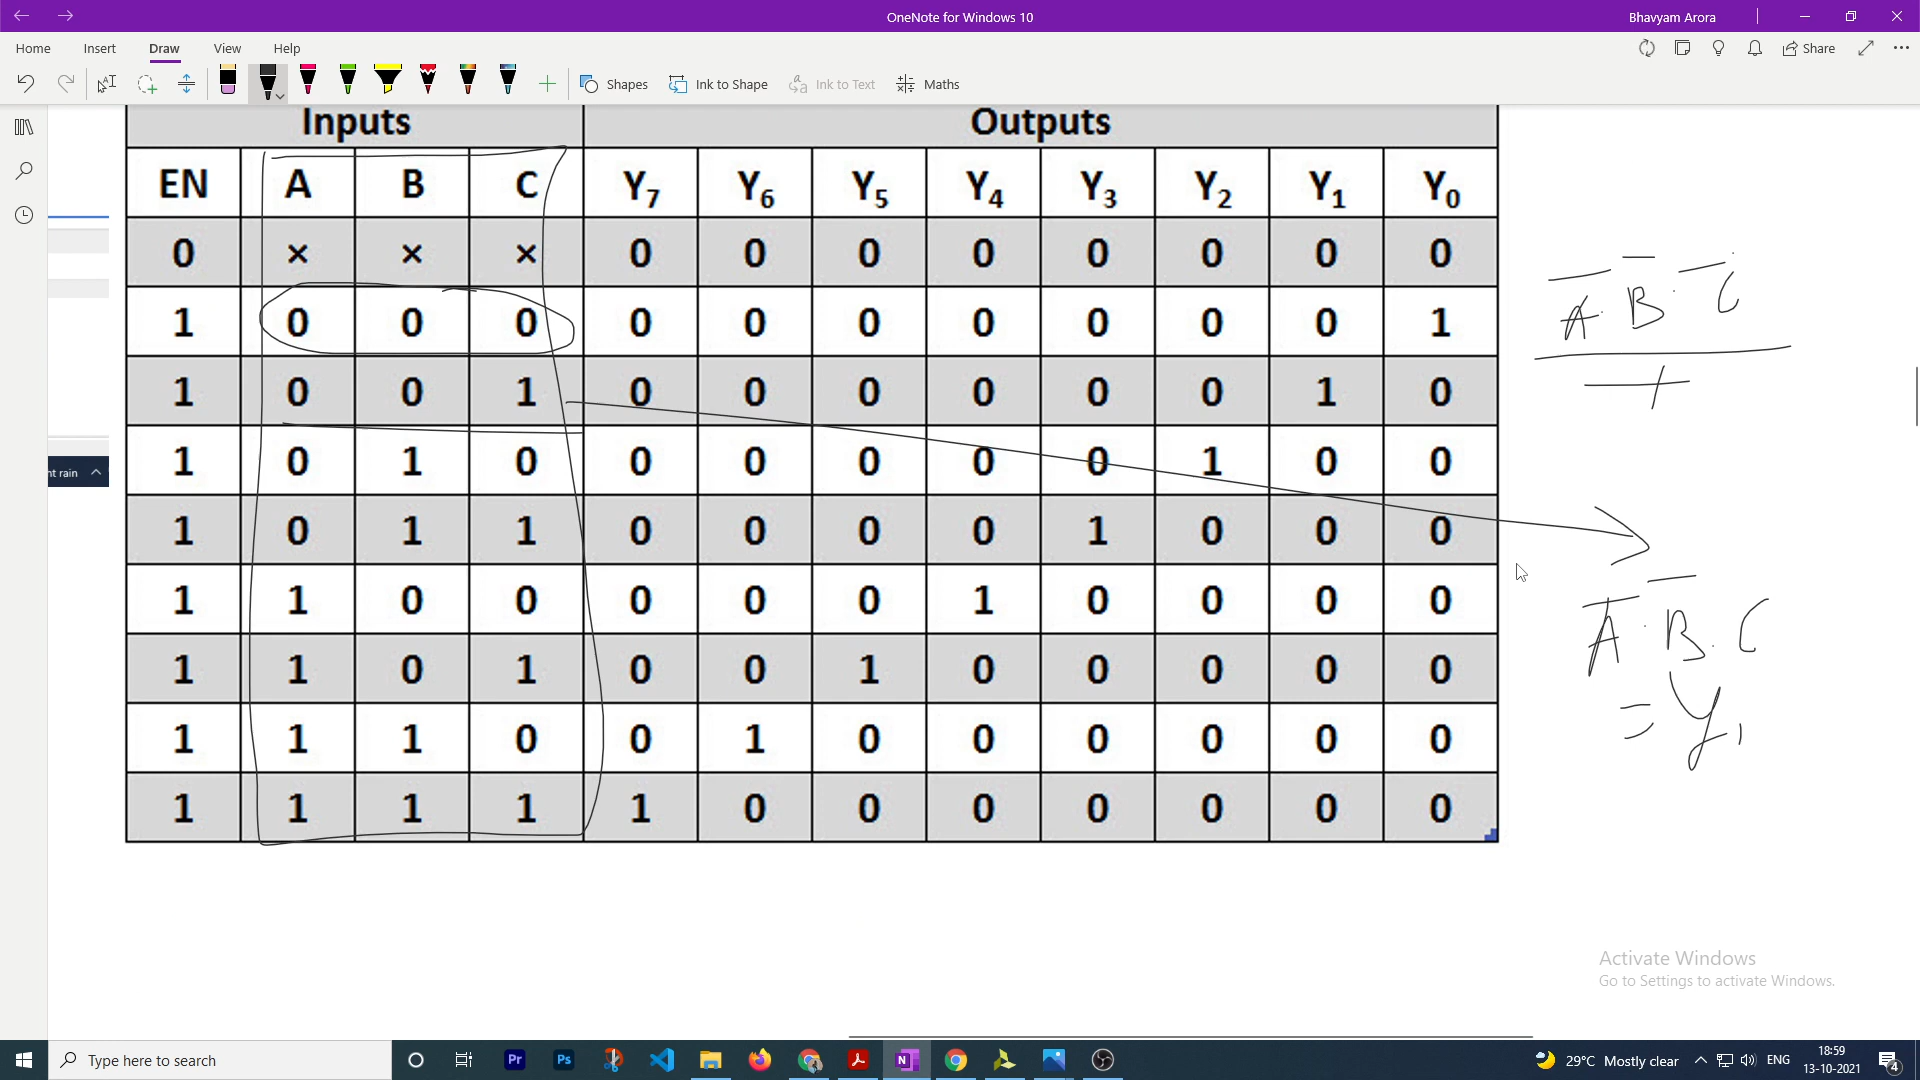 OneNote for Windows 10
Bhavyam Arora
Home Insert Draw View Help
Share
Shapes Ink to Shape Ink to Text Maths
Inputs Outputs
EN A B C Y7 Y6 Y5 Y4 Y3 Y2 Y1 Y0
0 × × × 0 0 0 0 0 0 0 0
1 0 0 0 0 0 0 0 0 0 0 1
1 0 0 1 0 0 0 0 0 0 1 0
1 0 1 0 0 0 0 0 0 1 0 0
1 0 1 1 0 0 0 0 1 0 0 0
1 1 0 0 0 0 0 1 0 0 0 0
1 1 0 1 0 0 1 0 0 0 0 0
1 1 1 0 0 1 0 0 0 0 0 0
1 1 1 1 1 0 0 0 0 0 0 0
A̅ · B̅ · C̅
A̅ · B̅ . C
= Y1
nt rain
Activate Windows
Go to Settings to activate Windows.
Type here to search
Pr Ps N
29°C Mostly clear
ENG
18:59
13-10-2021
4